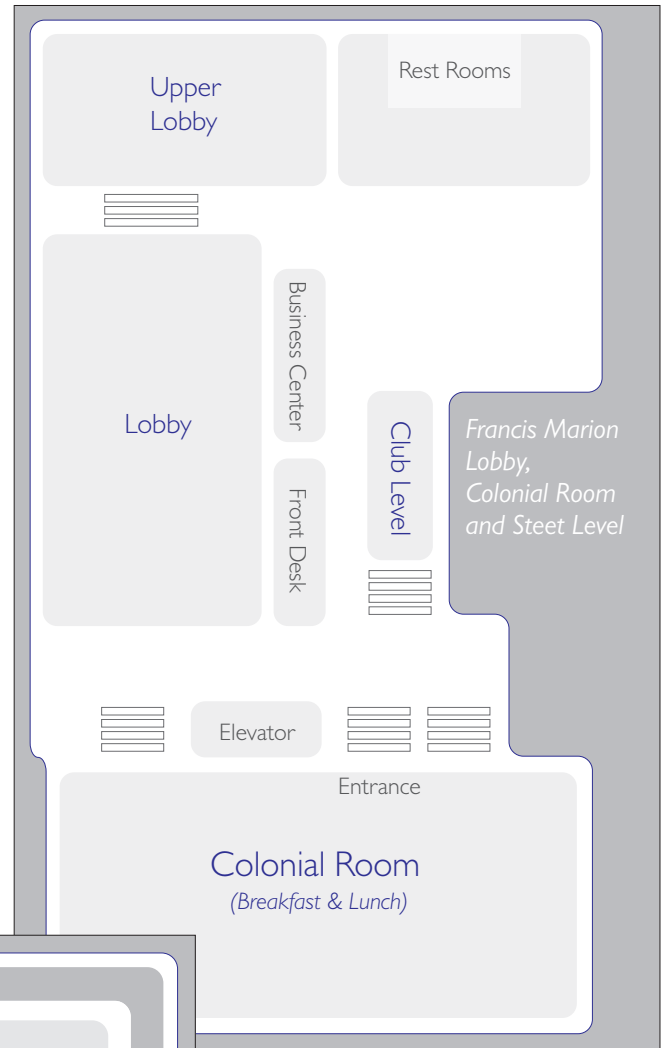 Upper
Lobby
Rest Rooms
Business Center
Lobby
Club Level
Francis Marion
Lobby,
Colonial Room
and Steet Level
Front Desk
Elevator
Entrance
Colonial Room
(Breakfast & Lunch)